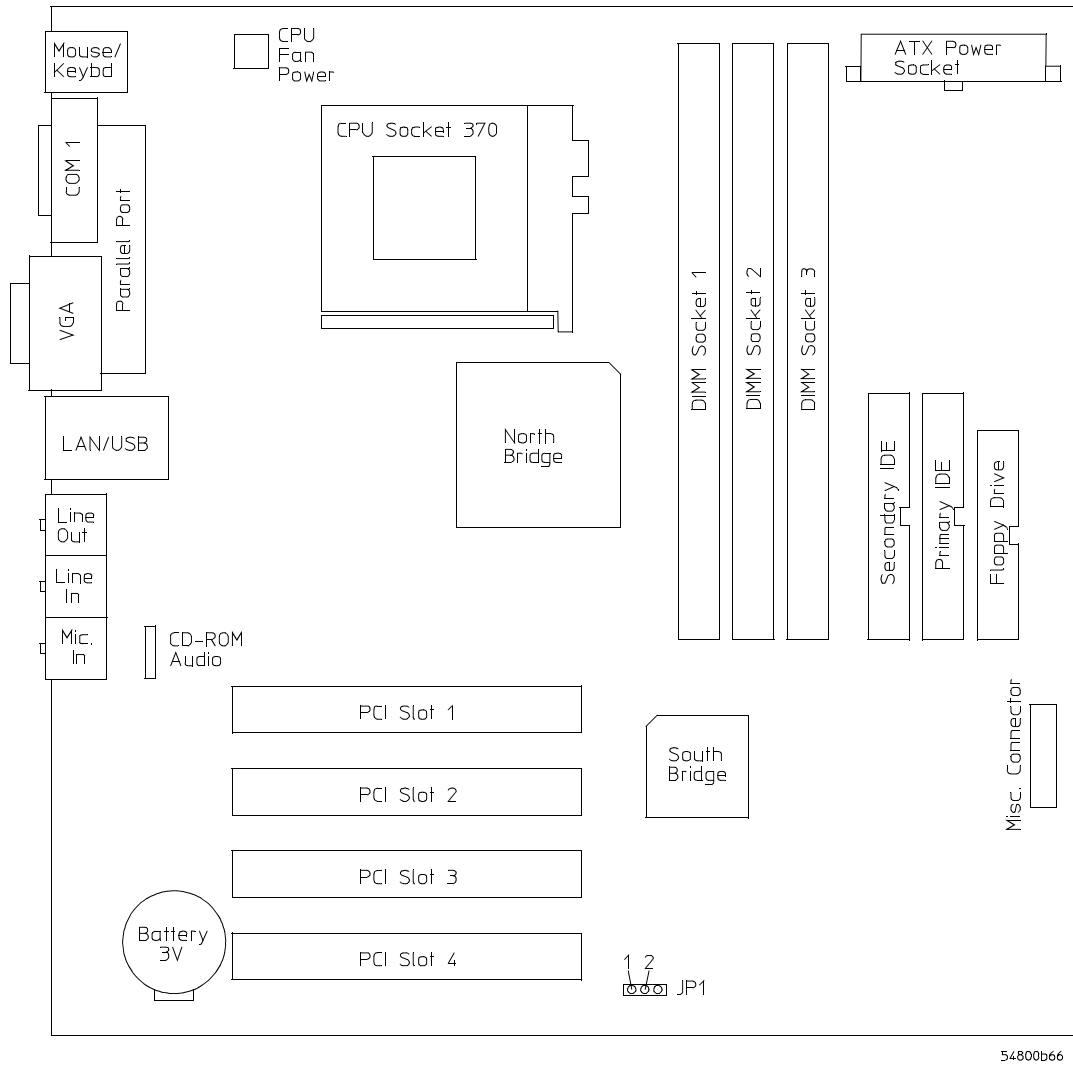 Mouse/
Keybd
CPU
Fan
Power
ATX Power
Socket
CPU Socket 370
COM 1
Parallel Port
VGA
DIMM Socket 1
DIMM Socket 2
DIMM Socket 3
LAN/USB
North
Bridge
Secondary IDE
Primary IDE
Floppy Drive
Line
Out
Line
In
Mic.
In
CD-ROM
Audio
PCI Slot 1
South
Bridge
Misc. Connector
PCI Slot 2
PCI Slot 3
Battery
3V
PCI Slot 4
1 2
JP1
54800b66